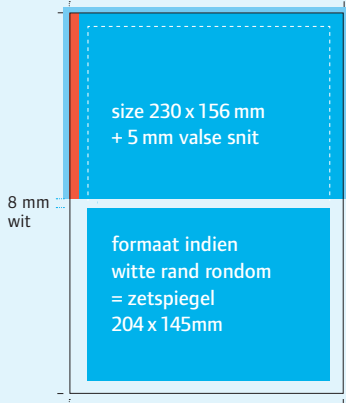 size 230 x 156 mm
+ 5 mm valse snit
8 mm
wit
formaat indien
witte rand rondom
= zetspiegel
204 x 145mm